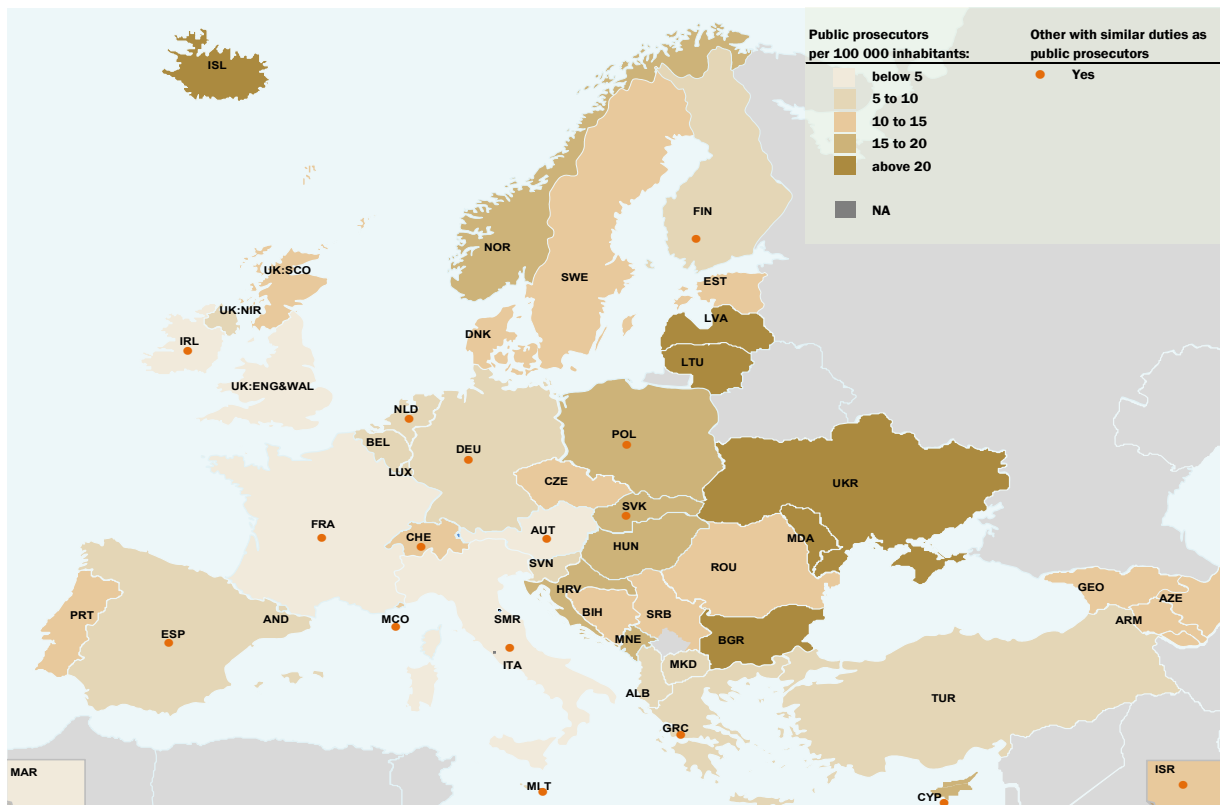 Public prosecutors
per 100 000 inhabitants:
Other with similar duties as
public prosecutors
below 5
Yes
5 to 10
10 to 15
15 to 20
above 20
NA
ISL
FIN
NOR
UK:SCO
SWE
EST
UK:NIR
LVA
DNK
IRL
LTU
UK:ENG&WAL
NLD
POL
BEL
DEU
LUX
CZE
UKR
SVK
FRA
AUT
CHE
MDA
HUN
SVN
ROU
HRV
GEO
AZE
BIH
SRB
PRT
MCO
SMR
AND
ARM
ESP
MNE
BGR
ITA
MKD
ALB
TUR
GRC
MAR
ISR
MLT
CYP